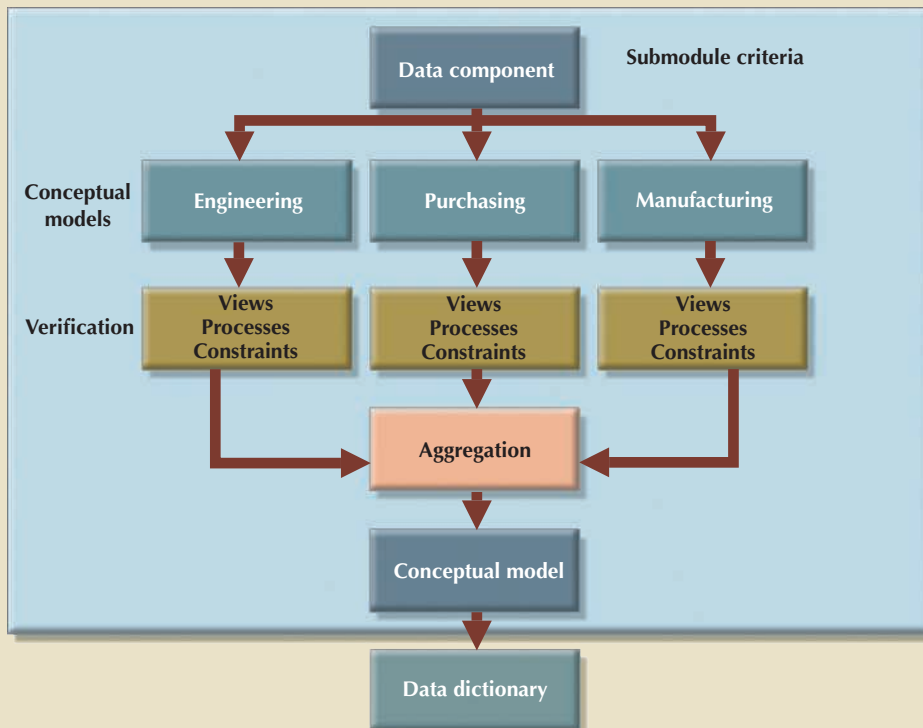 Data component
Submodule criteria
Conceptual
models
Engineering
Purchasing
Manufacturing
Verification
Views
Processes
Constraints
Views
Processes
Constraints
Views
Processes
Constraints
Aggregation
Conceptual model
Data dictionary